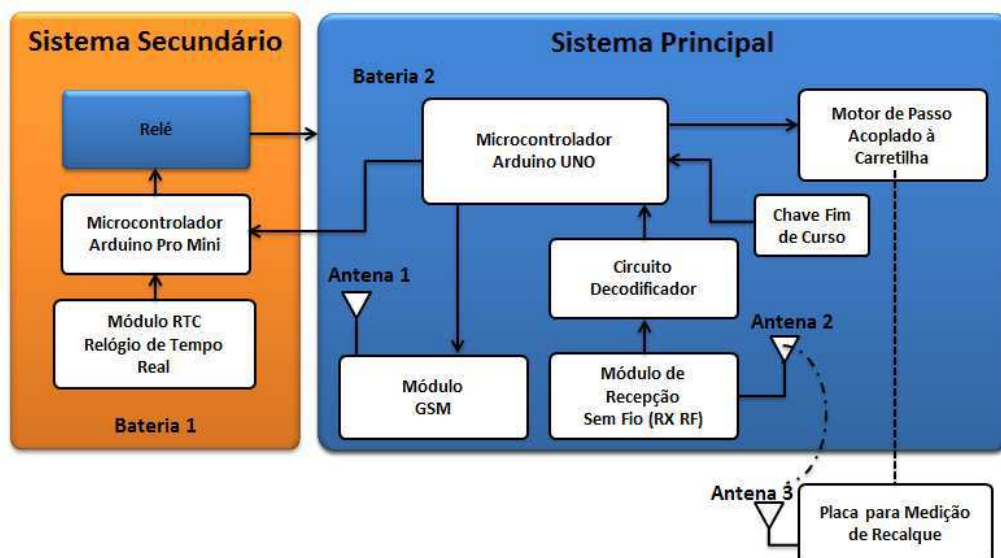 Sistema Secundário
Relé
Microcontrolador
Arduino Pro Mini
Módulo RTC
Relógio de Tempo
Real
Bateria 1
Sistema Principal
Bateria 2
Microcontrolador
Arduino UNO
Motor de Passo
Acoplado à
Carretilha
Chave Fim
de Curso
Circuito
Decodificador
Antena 1
Antena 2
Módulo
GSM
Módulo de
Recepção
Sem Fio (RX RF)
Antena 3
Placa para Medição
de Recalque